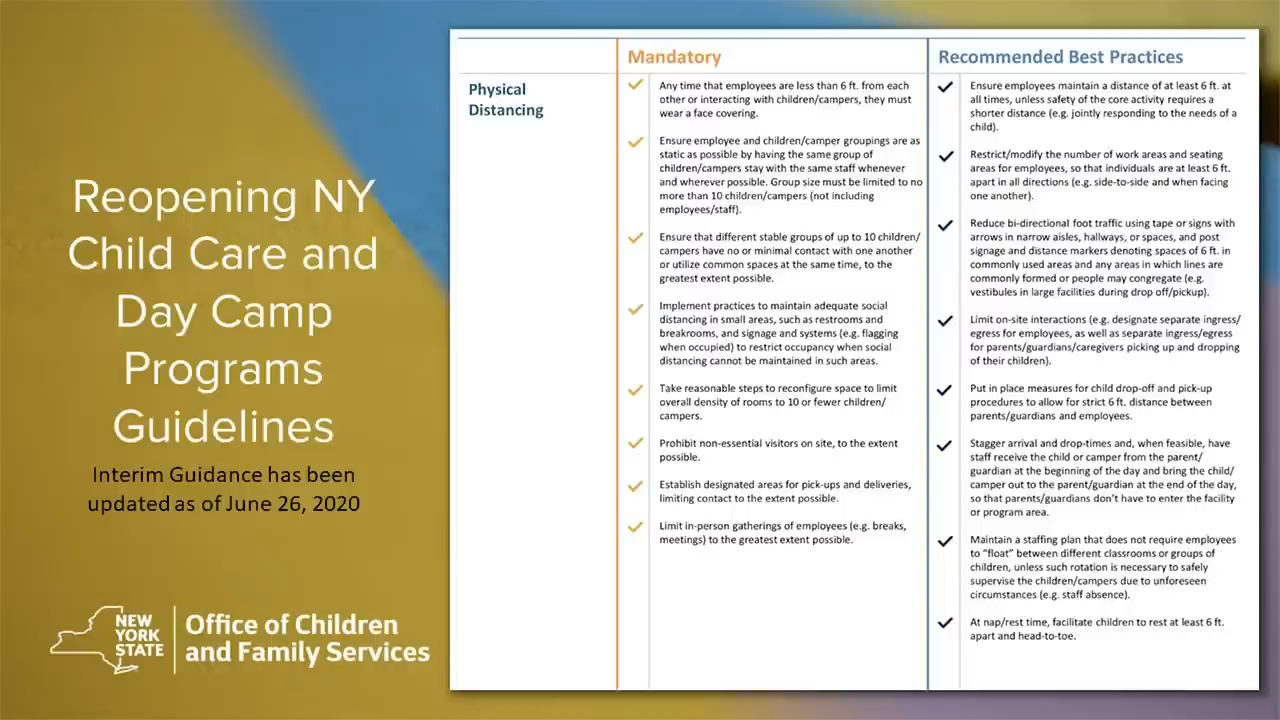 Reopening NY
Child Care and
Day Camp
Programs
Guidelines
Interim Guidance has been
updated as of June 26, 2020
NEW
YORK
STATE
Office of Children
and Family Services
Mandatory
Recommended Best Practices
Physical
Distancing
Any time that employees are less than 6 ft. from each
other or interacting with children/campers, they must
wear a face covering.
Ensure employee and children/camper groupings are as
static as possible by having the same group of
children/campers stay with the same staff whenever
and wherever possible. Group size must be limited to no
more than 10 children/campers (not including
employees/staff).
Ensure that different stable groups of up to 10 children/
campers have no or minimal contact with one another
or utilize common spaces at the same time, to the
greatest extent possible.
Implement practices to maintain adequate social
distancing in small areas, such as restrooms and
breakrooms, and signage and systems (e.g. flagging
when occupied) to restrict occupancy when social
distancing cannot be maintained in such areas.
Take reasonable steps to reconfigure space to limit
overall density of rooms to 10 or fewer children/
campers.
Prohibit non-essential visitors on site, to the extent
possible.
Establish designated areas for pick-ups and deliveries,
limiting contact to the extent possible.
Limit in-person gatherings of employees (e.g. breaks,
meetings) to the greatest extent possible.
Ensure employees maintain a distance of at least 6 ft. at
all times, unless safety of the core activity requires a
shorter distance (e.g. jointly responding to the needs of a
child).
Restrict/modify the number of work areas and seating
areas for employees, so that individuals are at least 6 ft.
apart in all directions (e.g. side-to-side and when facing
one another).
Reduce bi-directional foot traffic using tape or signs with
arrows in narrow aisles, hallways, or spaces, and post
signage and distance markers denoting spaces of 6 ft. in
commonly used areas and any areas in which lines are
commonly formed or people may congregate (e.g.
vestibules in large facilities during drop off/pickup).
Limit on-site interactions (e.g. designate separate ingress/
egress for employees, as well as separate ingress/egress
for parents/guardians/caregivers picking up and dropping
of their children).
Put in place measures for child drop-off and pick-up
procedures to allow for strict 6 ft. distance between
parents/guardians and employees.
Stagger arrival and drop-times and, when feasible, have
staff receive the child or camper from the parent/
guardian at the beginning of the day and bring the child/
camper out to the parent/guardian at the end of the day,
so that parents/guardians don't have to enter the facility
or program area.
Maintain a staffing plan that does not require employees
to “float” between different classrooms or groups of
children, unless such rotation is necessary to safely
supervise the children/campers due to unforeseen
circumstances (e.g. staff absence).
At nap/rest time, facilitate children to rest at least 6 ft.
apart and head-to-toe.